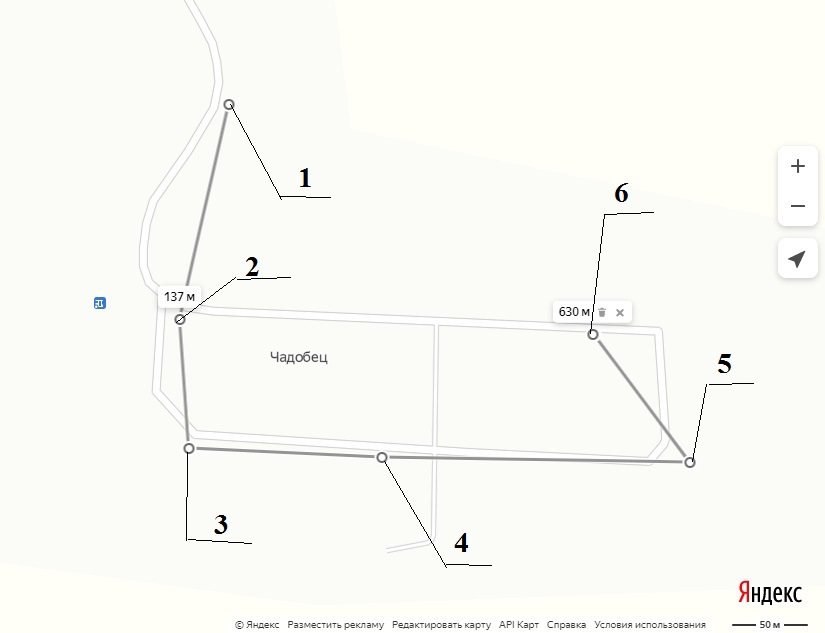 1
6
2
137 м
630 м
Чадобец
5
3
4
Яндекс
© Яндекс Разместить рекламу Редактировать карту API Карт Справка Условия использования 50 м